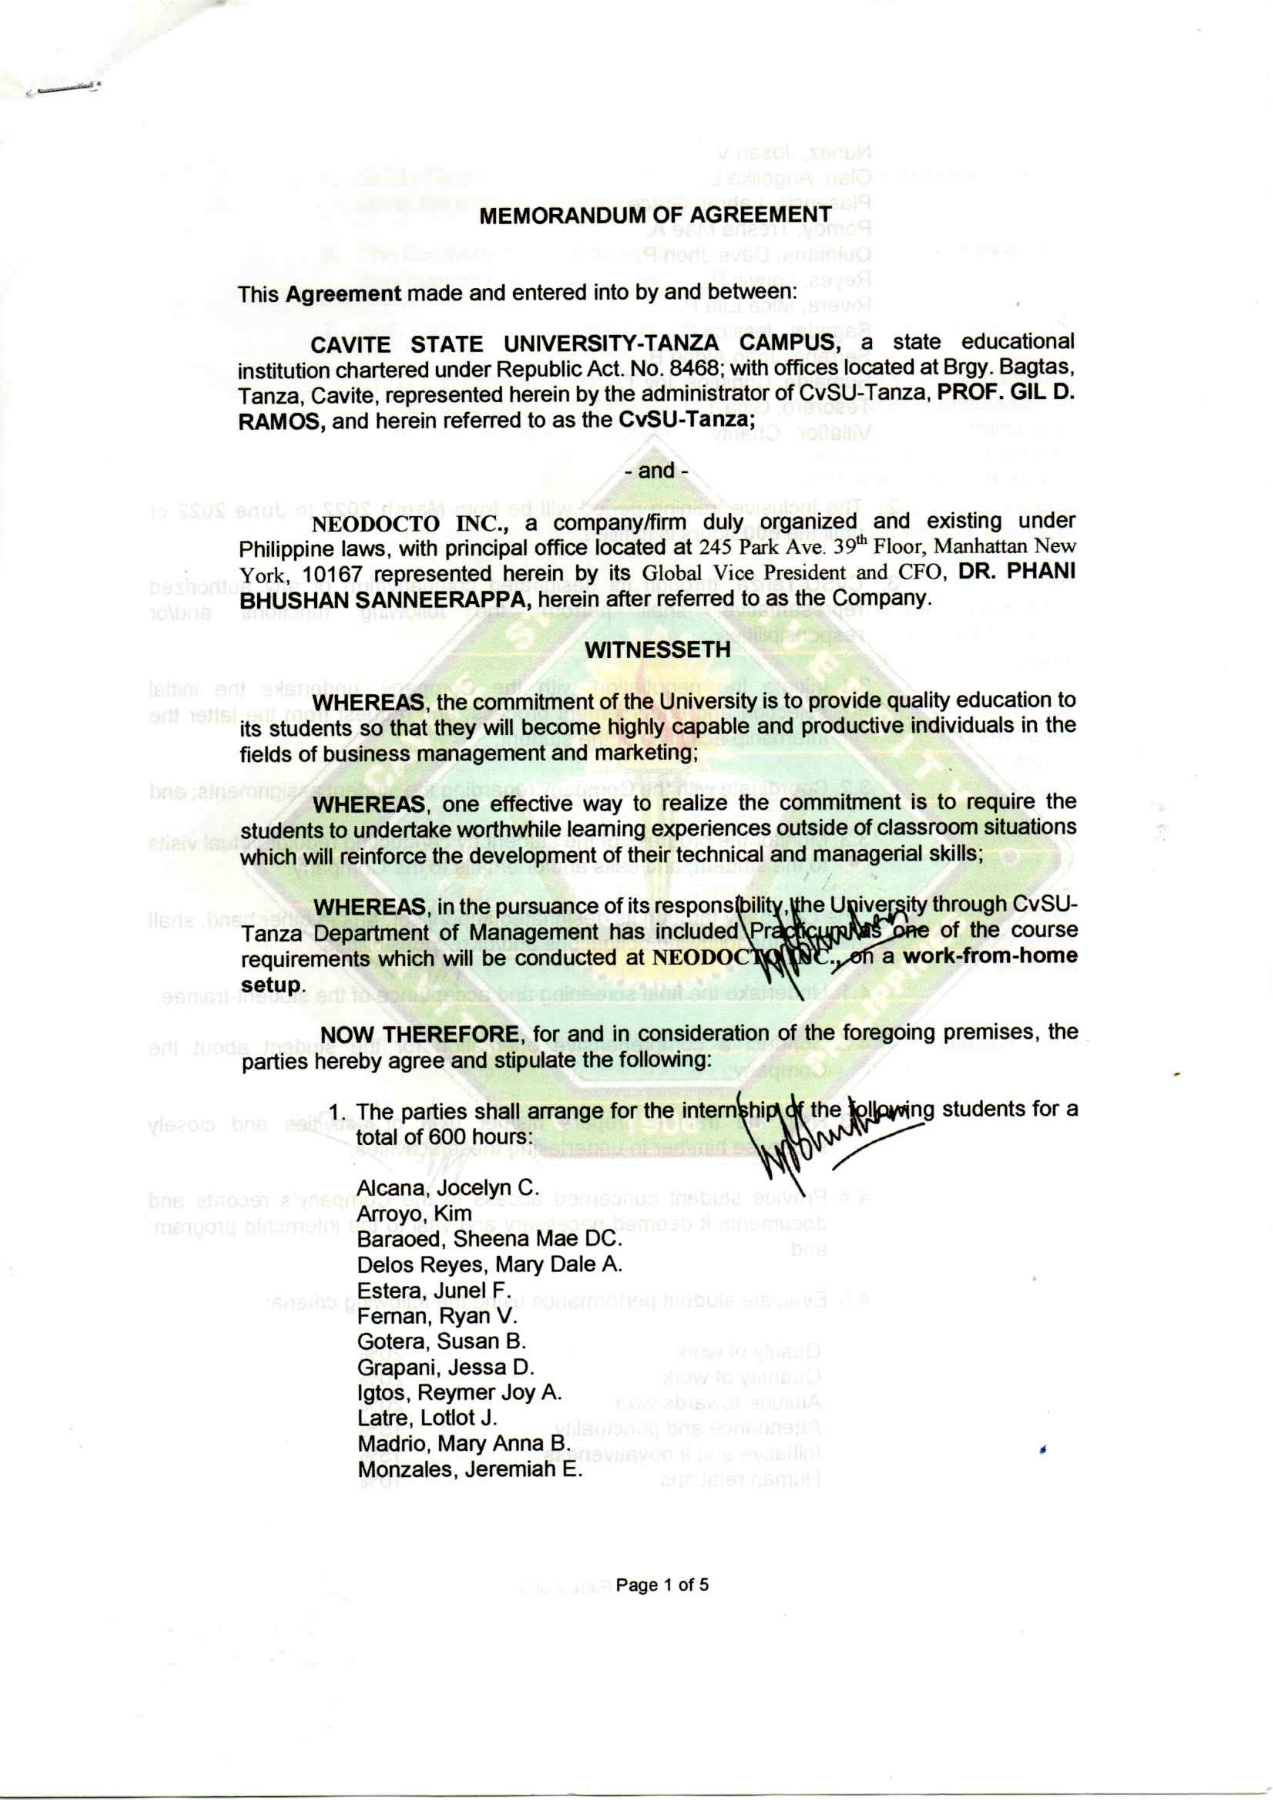 MEMORANDUM OF AGREEMENT
This Agreement made and entered into by and between:
CAVITE STATE UNIVERSITY-TANZA CAMPUS, a state educational
institution chartered under Republic Act. No. 8468; with offices located at Brgy. Bagtas,
Tanza, Cavite, represented herein by the administrator of CvSU-Tanza, PROF. GIL D.
RAMOS, and herein referred to as the CvSU-Tanza;
- and -
NEODOCTO INC., a company/firm duly organized and existing under
Philippine laws, with principal office located at 245 Park Ave. 39th Floor, Manhattan New
York, 10167 represented herein by its Global Vice President and CFO, DR. PHANI
BHUSHAN SANNEERAPPA, herein after referred to as the Company.
WITNESSETH
WHEREAS, the commitment of the University is to provide quality education to
its students so that they will become highly capable and productive individuals in the
fields of business management and marketing;
WHEREAS, one effective way to realize the commitment is to require the
students to undertake worthwhile learning experiences outside of classroom situations
which will reinforce the development of their technical and managerial skills;
WHEREAS, in the pursuance of its responsibility, the University through CvSU-
Tanza Department of Management has included Practicum as one of the course
requirements which will be conducted at NEODOCTO INC., on a work-from-home
setup.
NOW THEREFORE, for and in consideration of the foregoing premises, the
parties hereby agree and stipulate the following:
1. The parties shall arrange for the internship of the following students for a
total of 600 hours:
Alcana, Jocelyn C.
Arroyo, Kim
Baraoed, Sheena Mae DC.
Delos Reyes, Mary Dale A.
Estera, Junel F.
Fernan, Ryan V.
Gotera, Susan B.
Grapani, Jessa D.
Igtos, Reymer Joy A.
Latre, Lotlot J.
Madrio, Mary Anna B.
Monzales, Jeremiah E.
Page 1 of 5